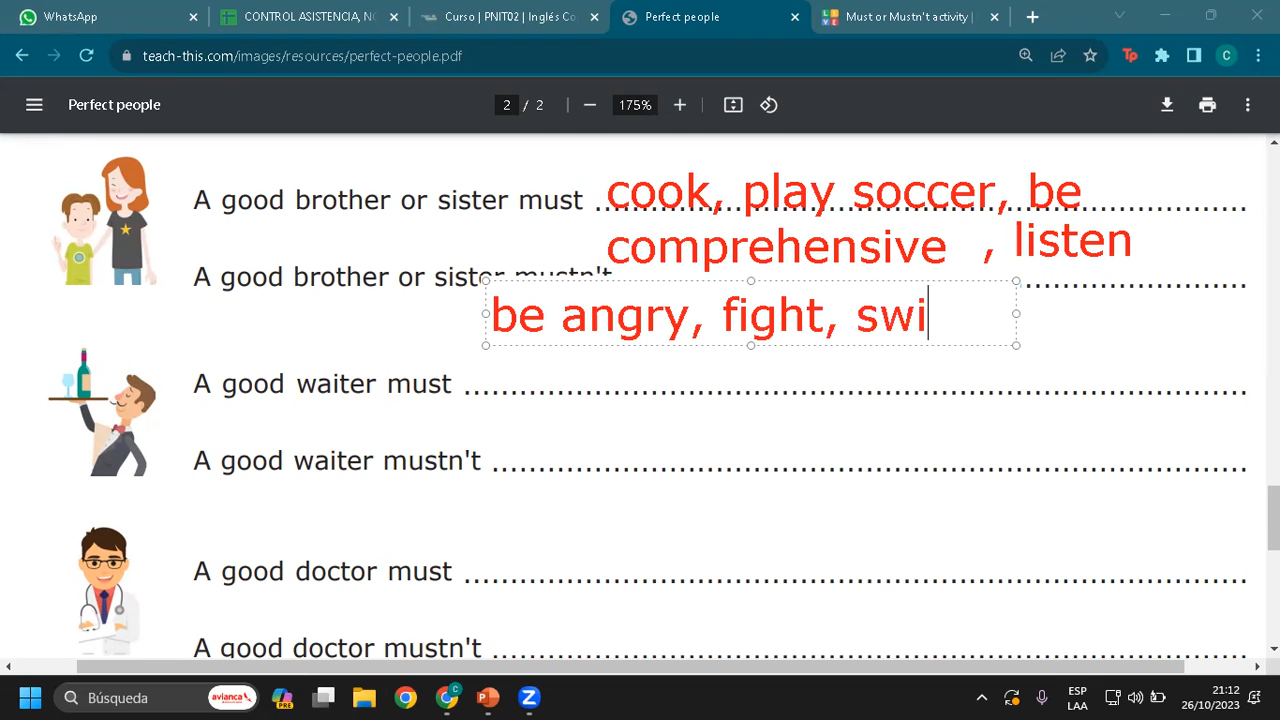 WhatsApp
CONTROL ASISTENCIA, NO
Curso | PNIT02 | Inglés Co
Perfect people
Must or Mustn't activity |
teach-this.com/images/resources/perfect-people.pdf
Perfect people
2 / 2
175%
A good brother or sister must cook, play soccer, be
comprehensive , listen
A good brother or sister mustn't
be angry, fight, swi
A good waiter must
A good waiter mustn't
A good doctor must
A good doctor mustn't
Búsqueda
avianca
PRE
ESP
LAA
21:12
26/10/2023